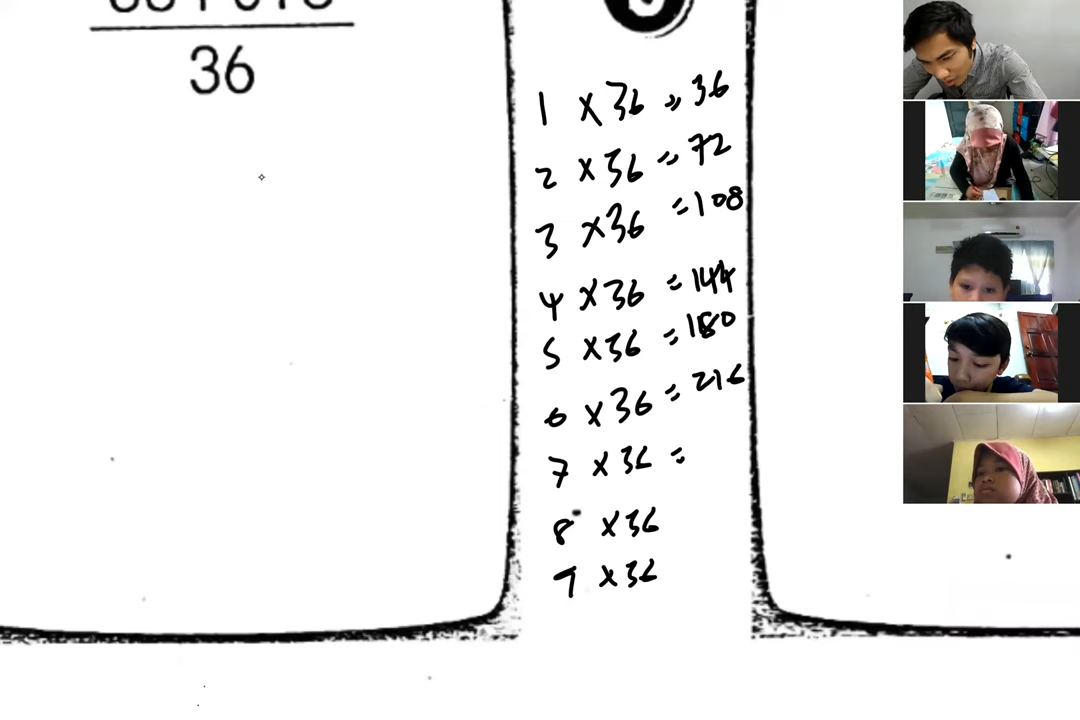 36
1 × 36 = 36
2 × 36 = 72
3 × 36 = 108
4 × 36 = 144
5 × 36 = 180
6 × 36 = 216
7 × 36 =
8 × 36
9 × 36